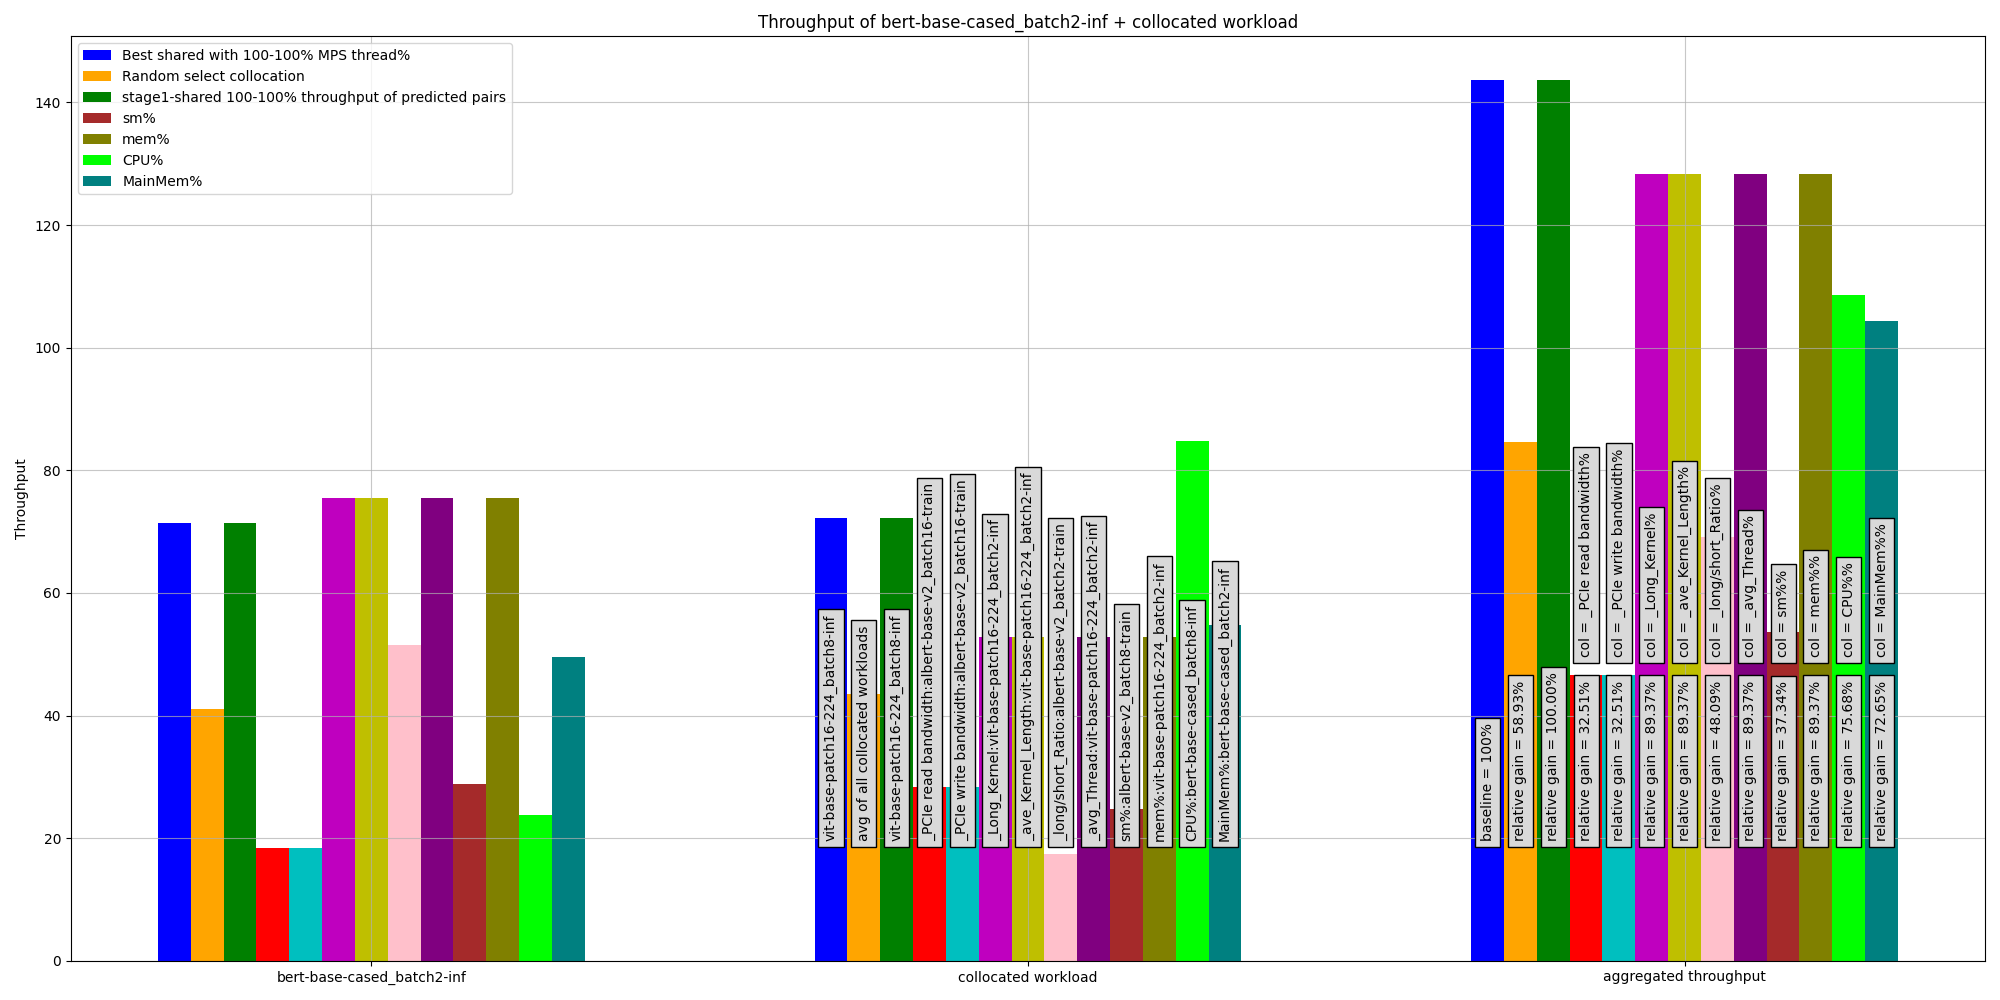 Throughput of bert-base-cased_batch2-inf + collocated workload
Best shared with 100-100% MPS thread%
Random select collocation
stage1-shared 100-100% throughput of predicted pairs
sm%
mem%
CPU%
MainMem%
Throughput
140
120
100
80
60
40
20
0
vit-base-patch16-224_batch8-inf
avg of all collocated workloads
vit-base-patch16-224_batch8-inf
_PCIe read bandwidth:albert-base-v2_batch16-train
_PCIe write bandwidth:albert-base-v2_batch16-train
_Long_Kernel:vit-base-patch16-224_batch2-inf
_ave_Kernel_Length:vit-base-patch16-224_batch2-inf
_long/short_Ratio:albert-base-v2_batch2-train
_avg_Thread:vit-base-patch16-224_batch2-inf
sm%:albert-base-v2_batch8-train
mem%:vit-base-patch16-224_batch2-inf
CPU%:bert-base-cased_batch8-inf
MainMem%:bert-base-cased_batch2-inf
col = _PCIe read bandwidth%
col = _PCIe write bandwidth%
col = _Long_Kernel%
col = _ave_Kernel_Length%
col = _long/short_Ratio%
col = _avg_Thread%
col = sm%%
col = mem%%
col = CPU%%
col = MainMem%%
baseline = 100%
relative gain = 58.93%
relative gain = 100.00%
relative gain = 32.51%
relative gain = 32.51%
relative gain = 89.37%
relative gain = 89.37%
relative gain = 48.09%
relative gain = 89.37%
relative gain = 37.34%
relative gain = 89.37%
relative gain = 75.68%
relative gain = 72.65%
bert-base-cased_batch2-inf
collocated workload
aggregated throughput